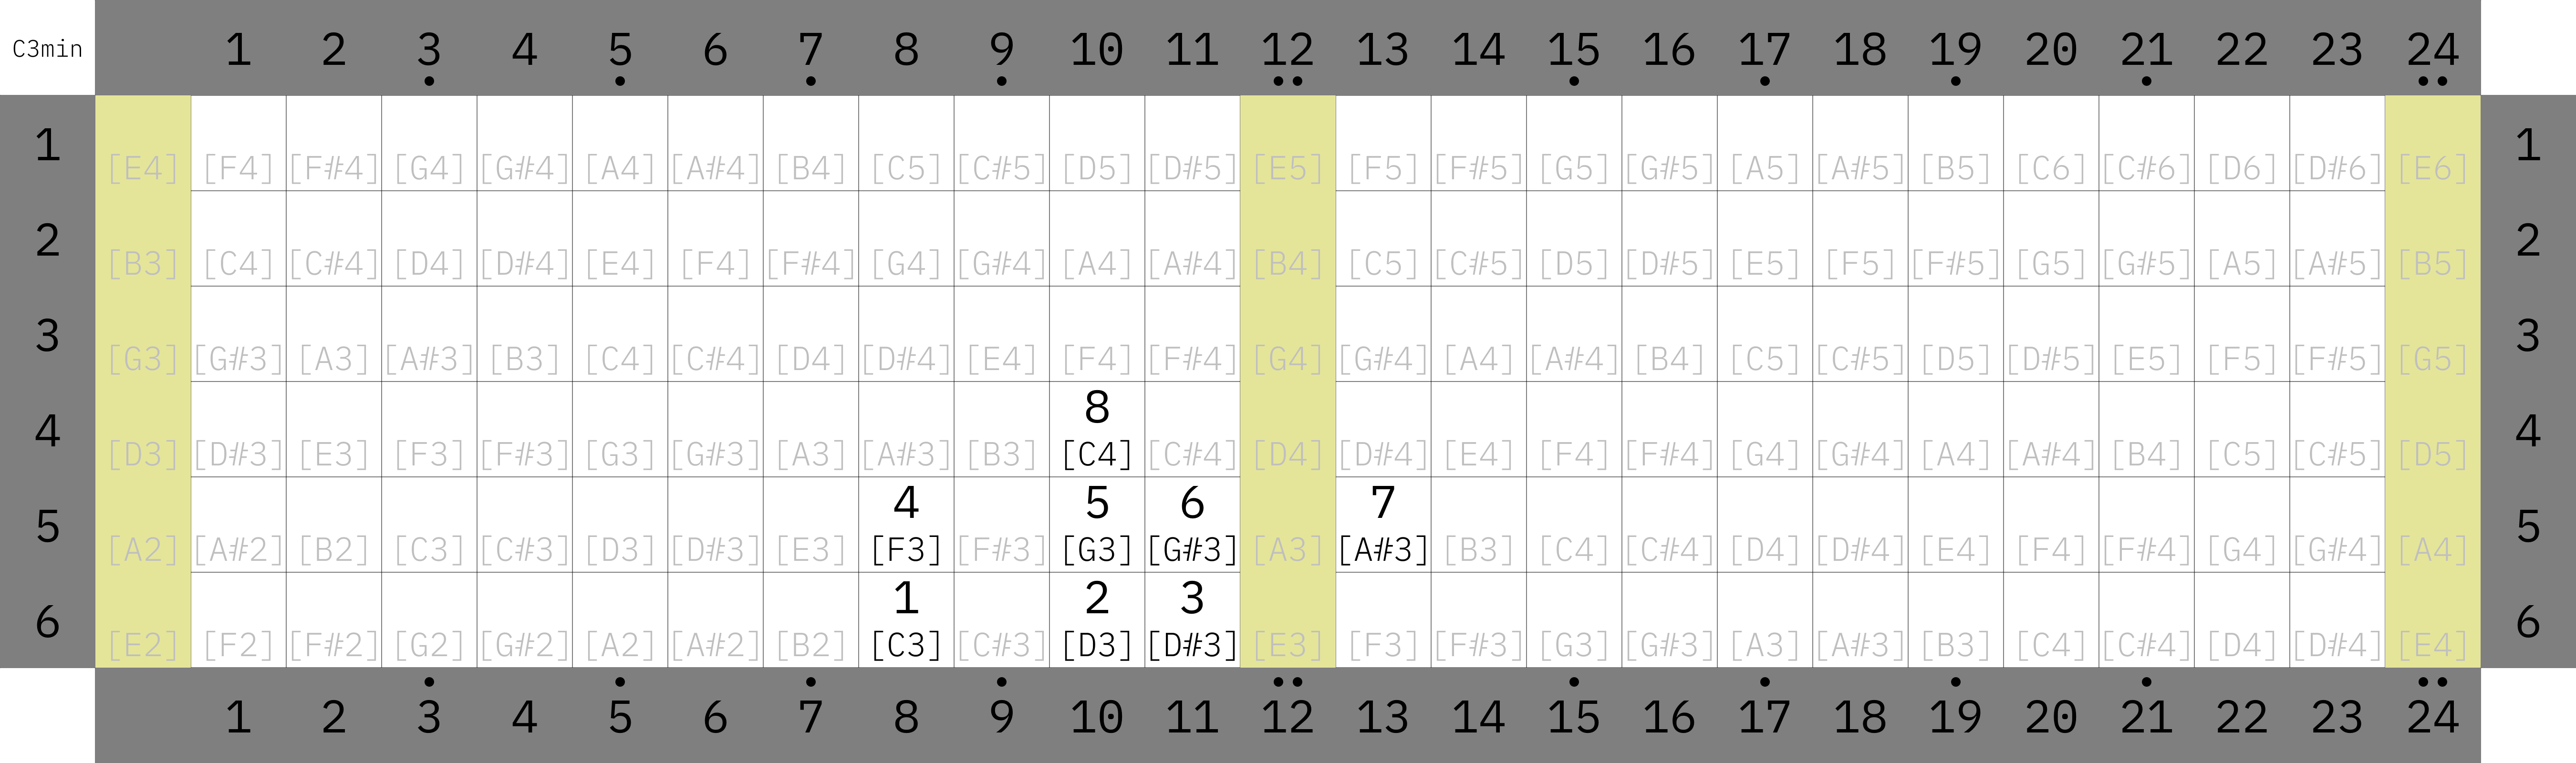 C3min 1 2 3 4 5 6 7 8 9 10 11 12 13 14 15 16 17 18 19 20 21 22 23 24
1 [E4] [F4] [F#4] [G4] [G#4] [A4] [A#4] [B4] [C5] [C#5] [D5] [D#5] [E5] [F5] [F#5] [G5] [G#5] [A5] [A#5] [B5] [C6] [C#6] [D6] [D#6] [E6] 1
2 [B3] [C4] [C#4] [D4] [D#4] [E4] [F4] [F#4] [G4] [G#4] [A4] [A#4] [B4] [C5] [C#5] [D5] [D#5] [E5] [F5] [F#5] [G5] [G#5] [A5] [A#5] [B5] 2
3 [G3] [G#3] [A3] [A#3] [B3] [C4] [C#4] [D4] [D#4] [E4] [F4] [F#4] [G4] [G#4] [A4] [A#4] [B4] [C5] [C#5] [D5] [D#5] [E5] [F5] [F#5] [G5] 3
8
4 [D3] [D#3] [E3] [F3] [F#3] [G3] [G#3] [A3] [A#3] [B3] [C4] [C#4] [D4] [D#4] [E4] [F4] [F#4] [G4] [G#4] [A4] [A#4] [B4] [C5] [C#5] [D5] 4
4 5 6 7
5 [A2] [A#2] [B2] [C3] [C#3] [D3] [D#3] [E3] [F3] [F#3] [G3] [G#3] [A3] [A#3] [B3] [C4] [C#4] [D4] [D#4] [E4] [F4] [F#4] [G4] [G#4] [A4] 5
1 2 3
6 [E2] [F2] [F#2] [G2] [G#2] [A2] [A#2] [B2] [C3] [C#3] [D3] [D#3] [E3] [F3] [F#3] [G3] [G#3] [A3] [A#3] [B3] [C4] [C#4] [D4] [D#4] [E4] 6
1 2 3 4 5 6 7 8 9 10 11 12 13 14 15 16 17 18 19 20 21 22 23 24